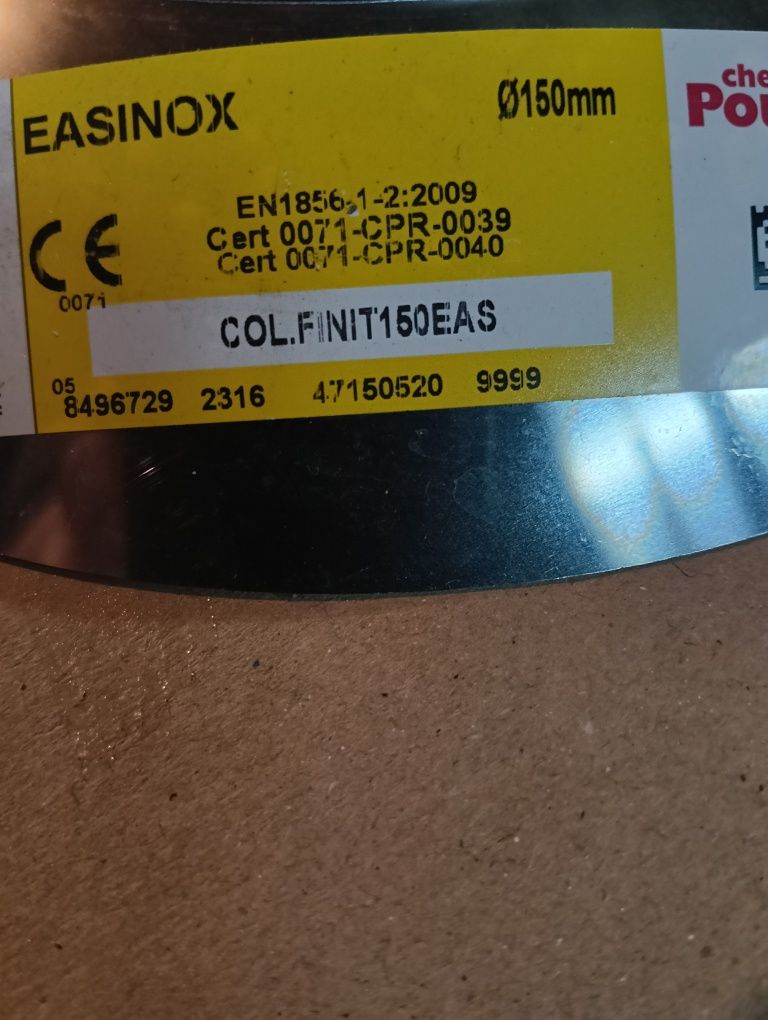 EASINOX
Ø150mm
EN1856-1-2:2009
Cert 0071-CPR-0039
Cert 0071-CPR-0040
CE
0071
COL.FINIT150EAS
05
8496729 2316 47150520 9999